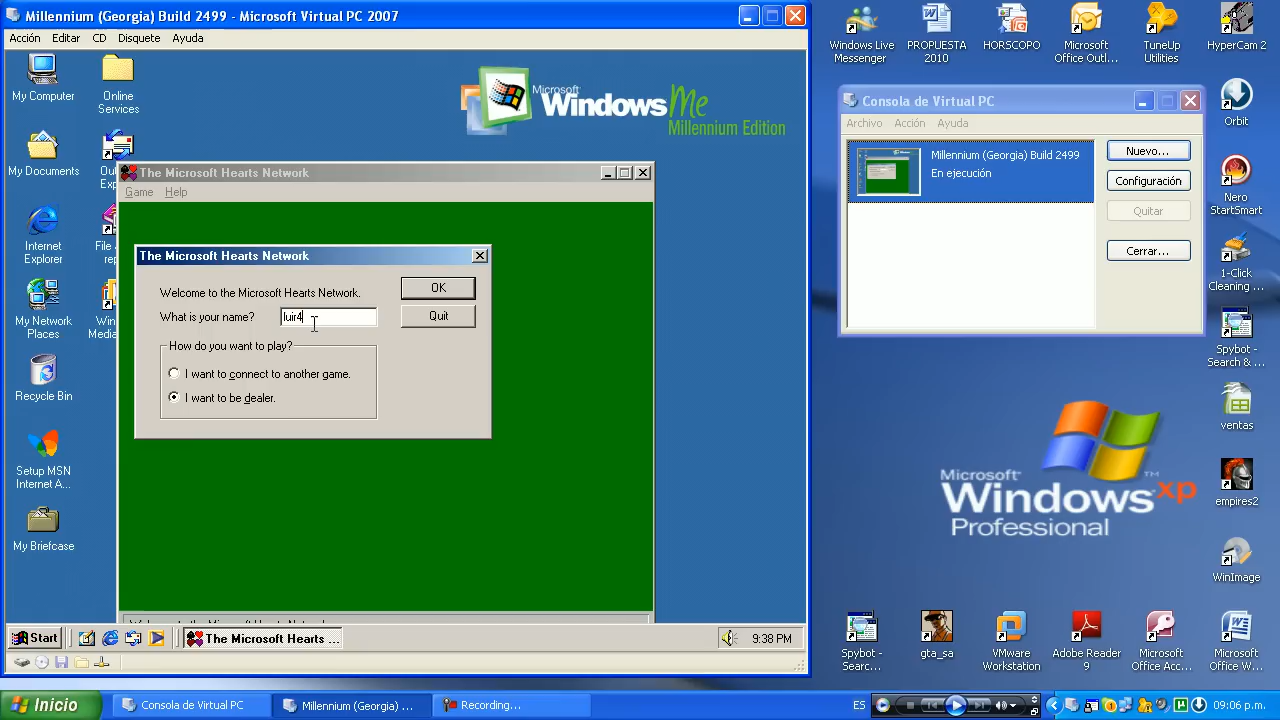 Millennium (Georgia) Build 2499 - Microsoft Virtual PC 2007
Acción Editar CD Disquete Ayuda
My Computer
Online Services
My Documents
Internet Explorer
My Network Places
Recycle Bin
Setup MSN Internet A...
My Briefcase
Microsoft
Windows Me
Millennium Edition
The Microsoft Hearts Network
Game Help
The Microsoft Hearts Network
Welcome to the Microsoft Hearts Network.
What is your name? luir4
How do you want to play?
I want to connect to another game.
I want to be dealer.
OK
Quit
Start
The Microsoft Hearts ...
9:38 PM
Windows Live Messenger
PROPUESTA 2010
HORSCOPO
Microsoft Office Outl...
TuneUp Utilities
HyperCam 2
Consola de Virtual PC
Archivo Acción Ayuda
Millennium (Georgia) Build 2499
En ejecución
Nuevo...
Configuración
Quitar
Cerrar...
Orbit
Nero StartSmart
1-Click Cleaning ...
Spybot - Search & ...
ventas
empires2
WinImage
Microsoft
Windows xp
Professional
Spybot - Searc...
gta_sa
VMware Workstation
Adobe Reader 9
Microsoft Office Acc...
Microsoft Office W...
Inicio
Consola de Virtual PC
Millennium (Georgia) ...
Recording...
ES
09:06 p.m.